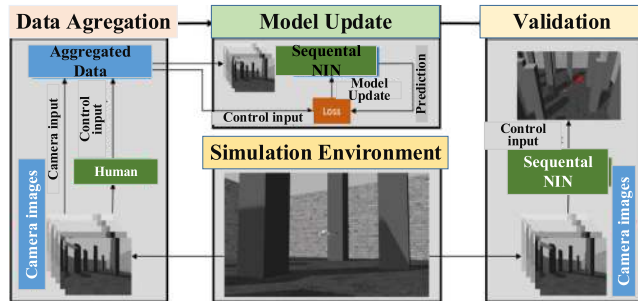 Data Agregation
Model Update
Validation
Aggregated
Data
Camera input
Control
input
Human
Camera images
Sequental
NIN
Model
Update
Prediction
Loss
Control input
Simulation Environment
Control
input
Sequental
NIN
Camera images